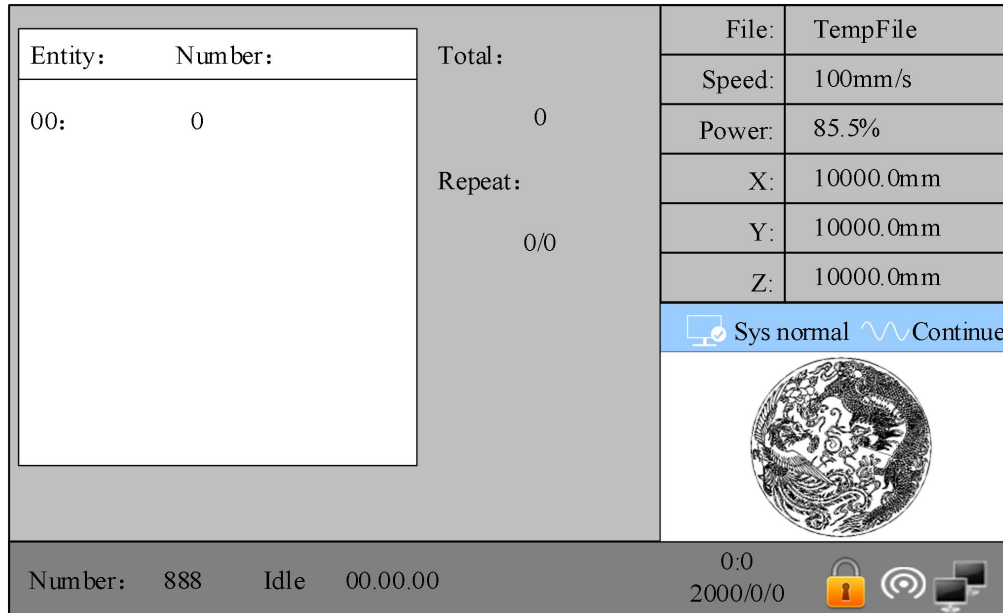 Entity： Number：
00： 0
Total：
0
Repeat：
0/0
File: TempFile
Speed: 100mm/s
Power: 85.5%
X: 10000.0mm
Y: 10000.0mm
Z: 10000.0mm
Sys normal Continue
Number： 888 Idle 00.00.00
0:0
2000/0/0